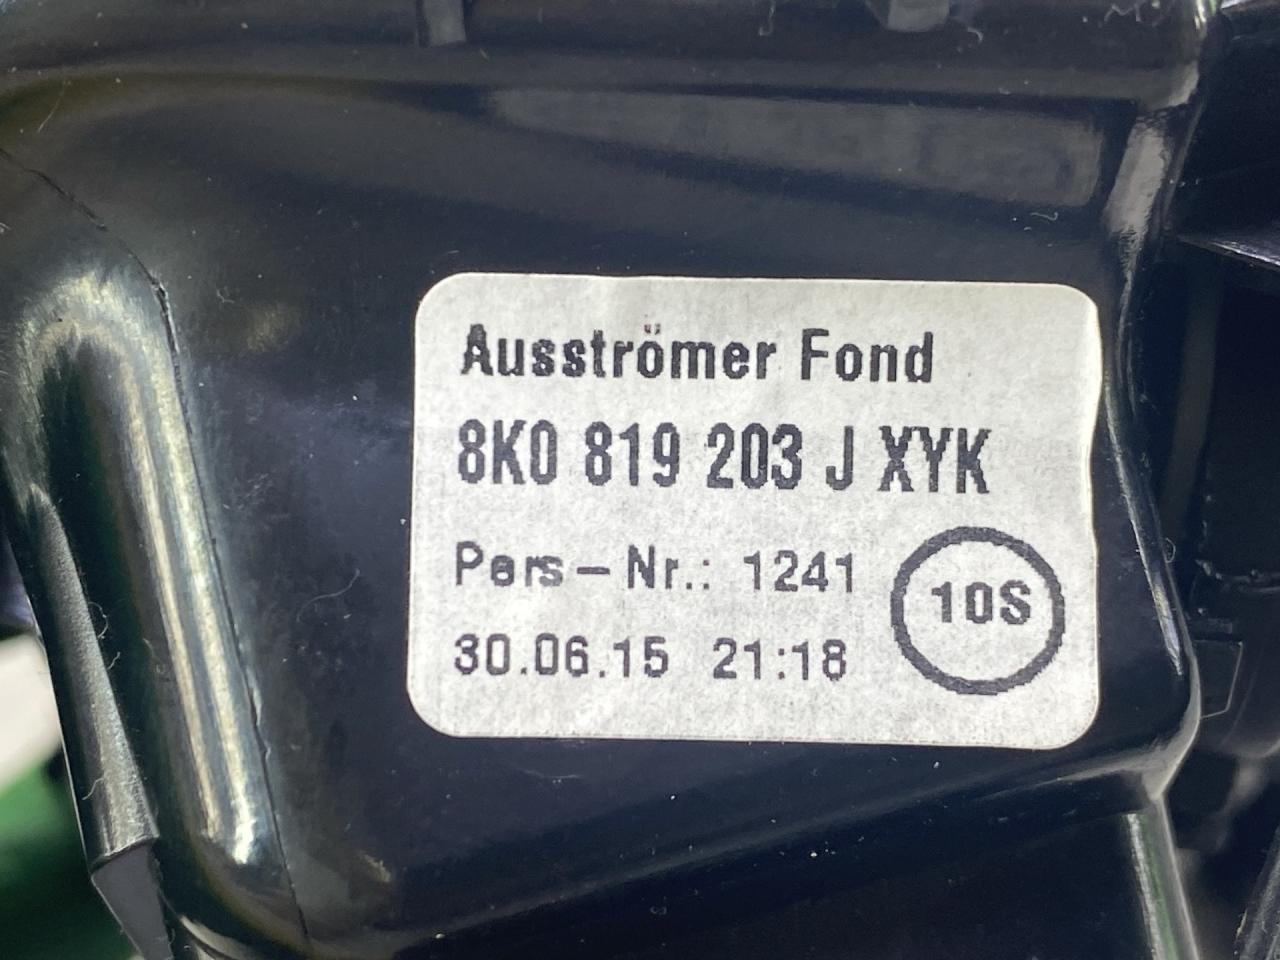 Ausströmer Fond
8K0 819 203 J XYK
Pers-Nr.: 1241
10S
30.06.15 21:18